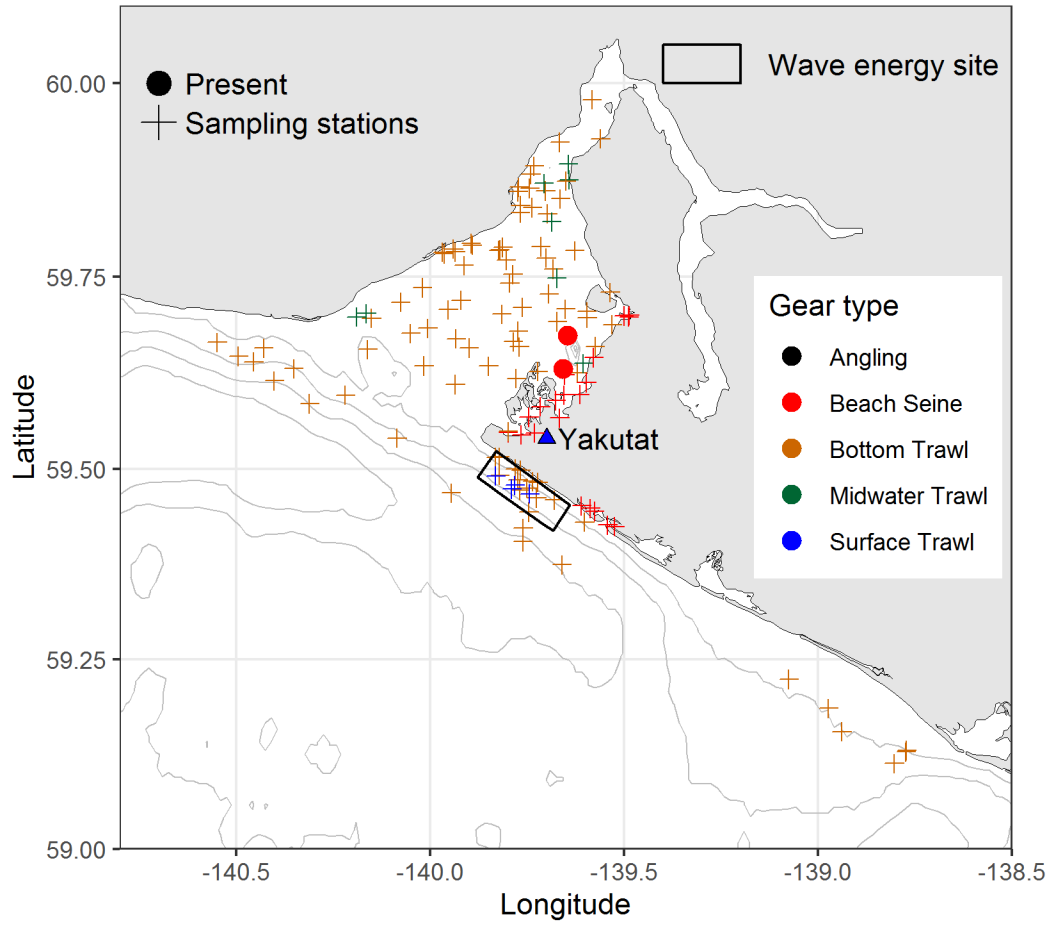 Present
Sampling stations
Wave energy site
60.00
59.75
59.50
59.25
59.00
Latitude
Yakutat
Gear type
Angling
Beach Seine
Bottom Trawl
Midwater Trawl
Surface Trawl
-140.5
-140.0
-139.5
-139.0
-138.5
Longitude